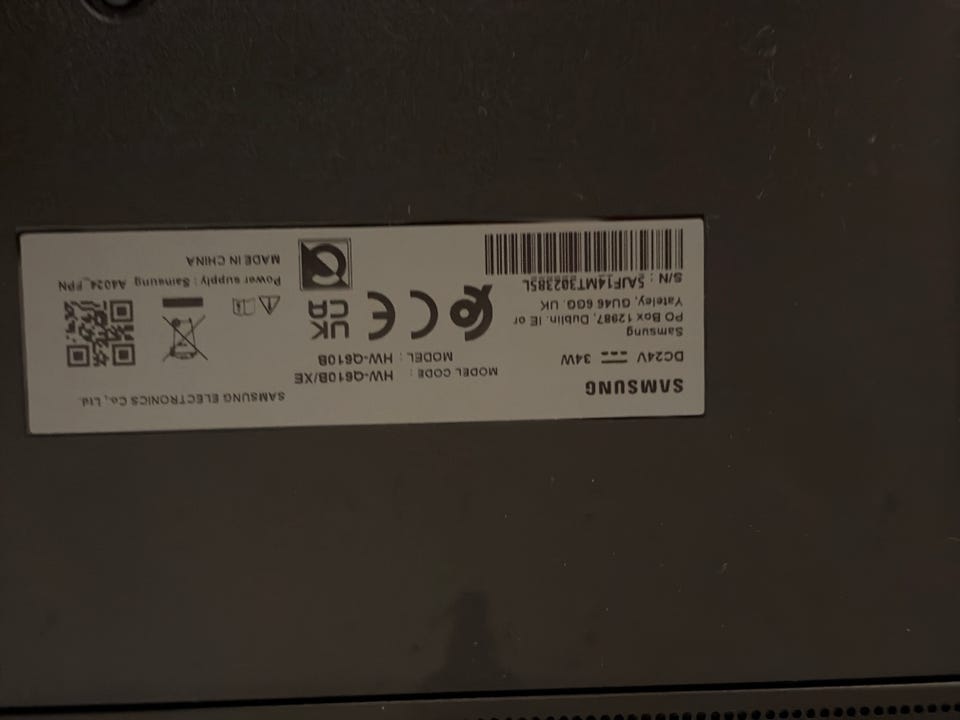 SAMSUNG
DC24V 34W
Samsung
PO Box 12987, Dublin. IE or
Yateley, GU46 6GG. UK
S/N :
MODEL CODE : HW-Q610B/XE
MODEL : HW-Q610B
CE
UK
CA
SAMSUNG ELECTRONICS Co., Ltd.
Power supply : Samsung A4024_FPN
MADE IN CHINA